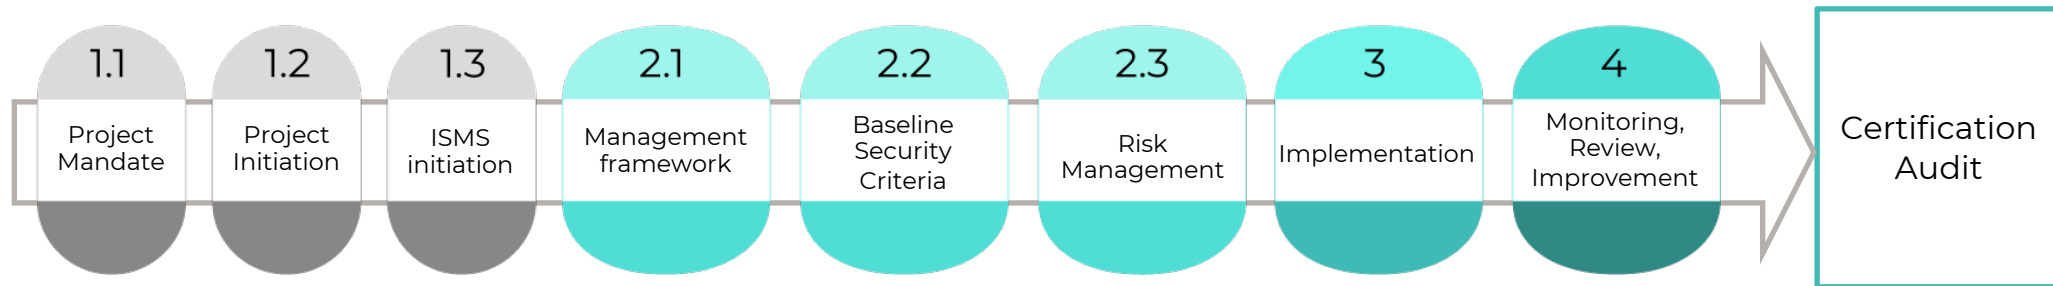 1.1
Project
Mandate
1.2
Project
Initiation
1.3
ISMS
initiation
2.1
Management
framework
2.2
Baseline
Security
Criteria
2.3
Risk
Management
3
Implementation
4
Monitoring,
Review,
Improvement
Certification
Audit